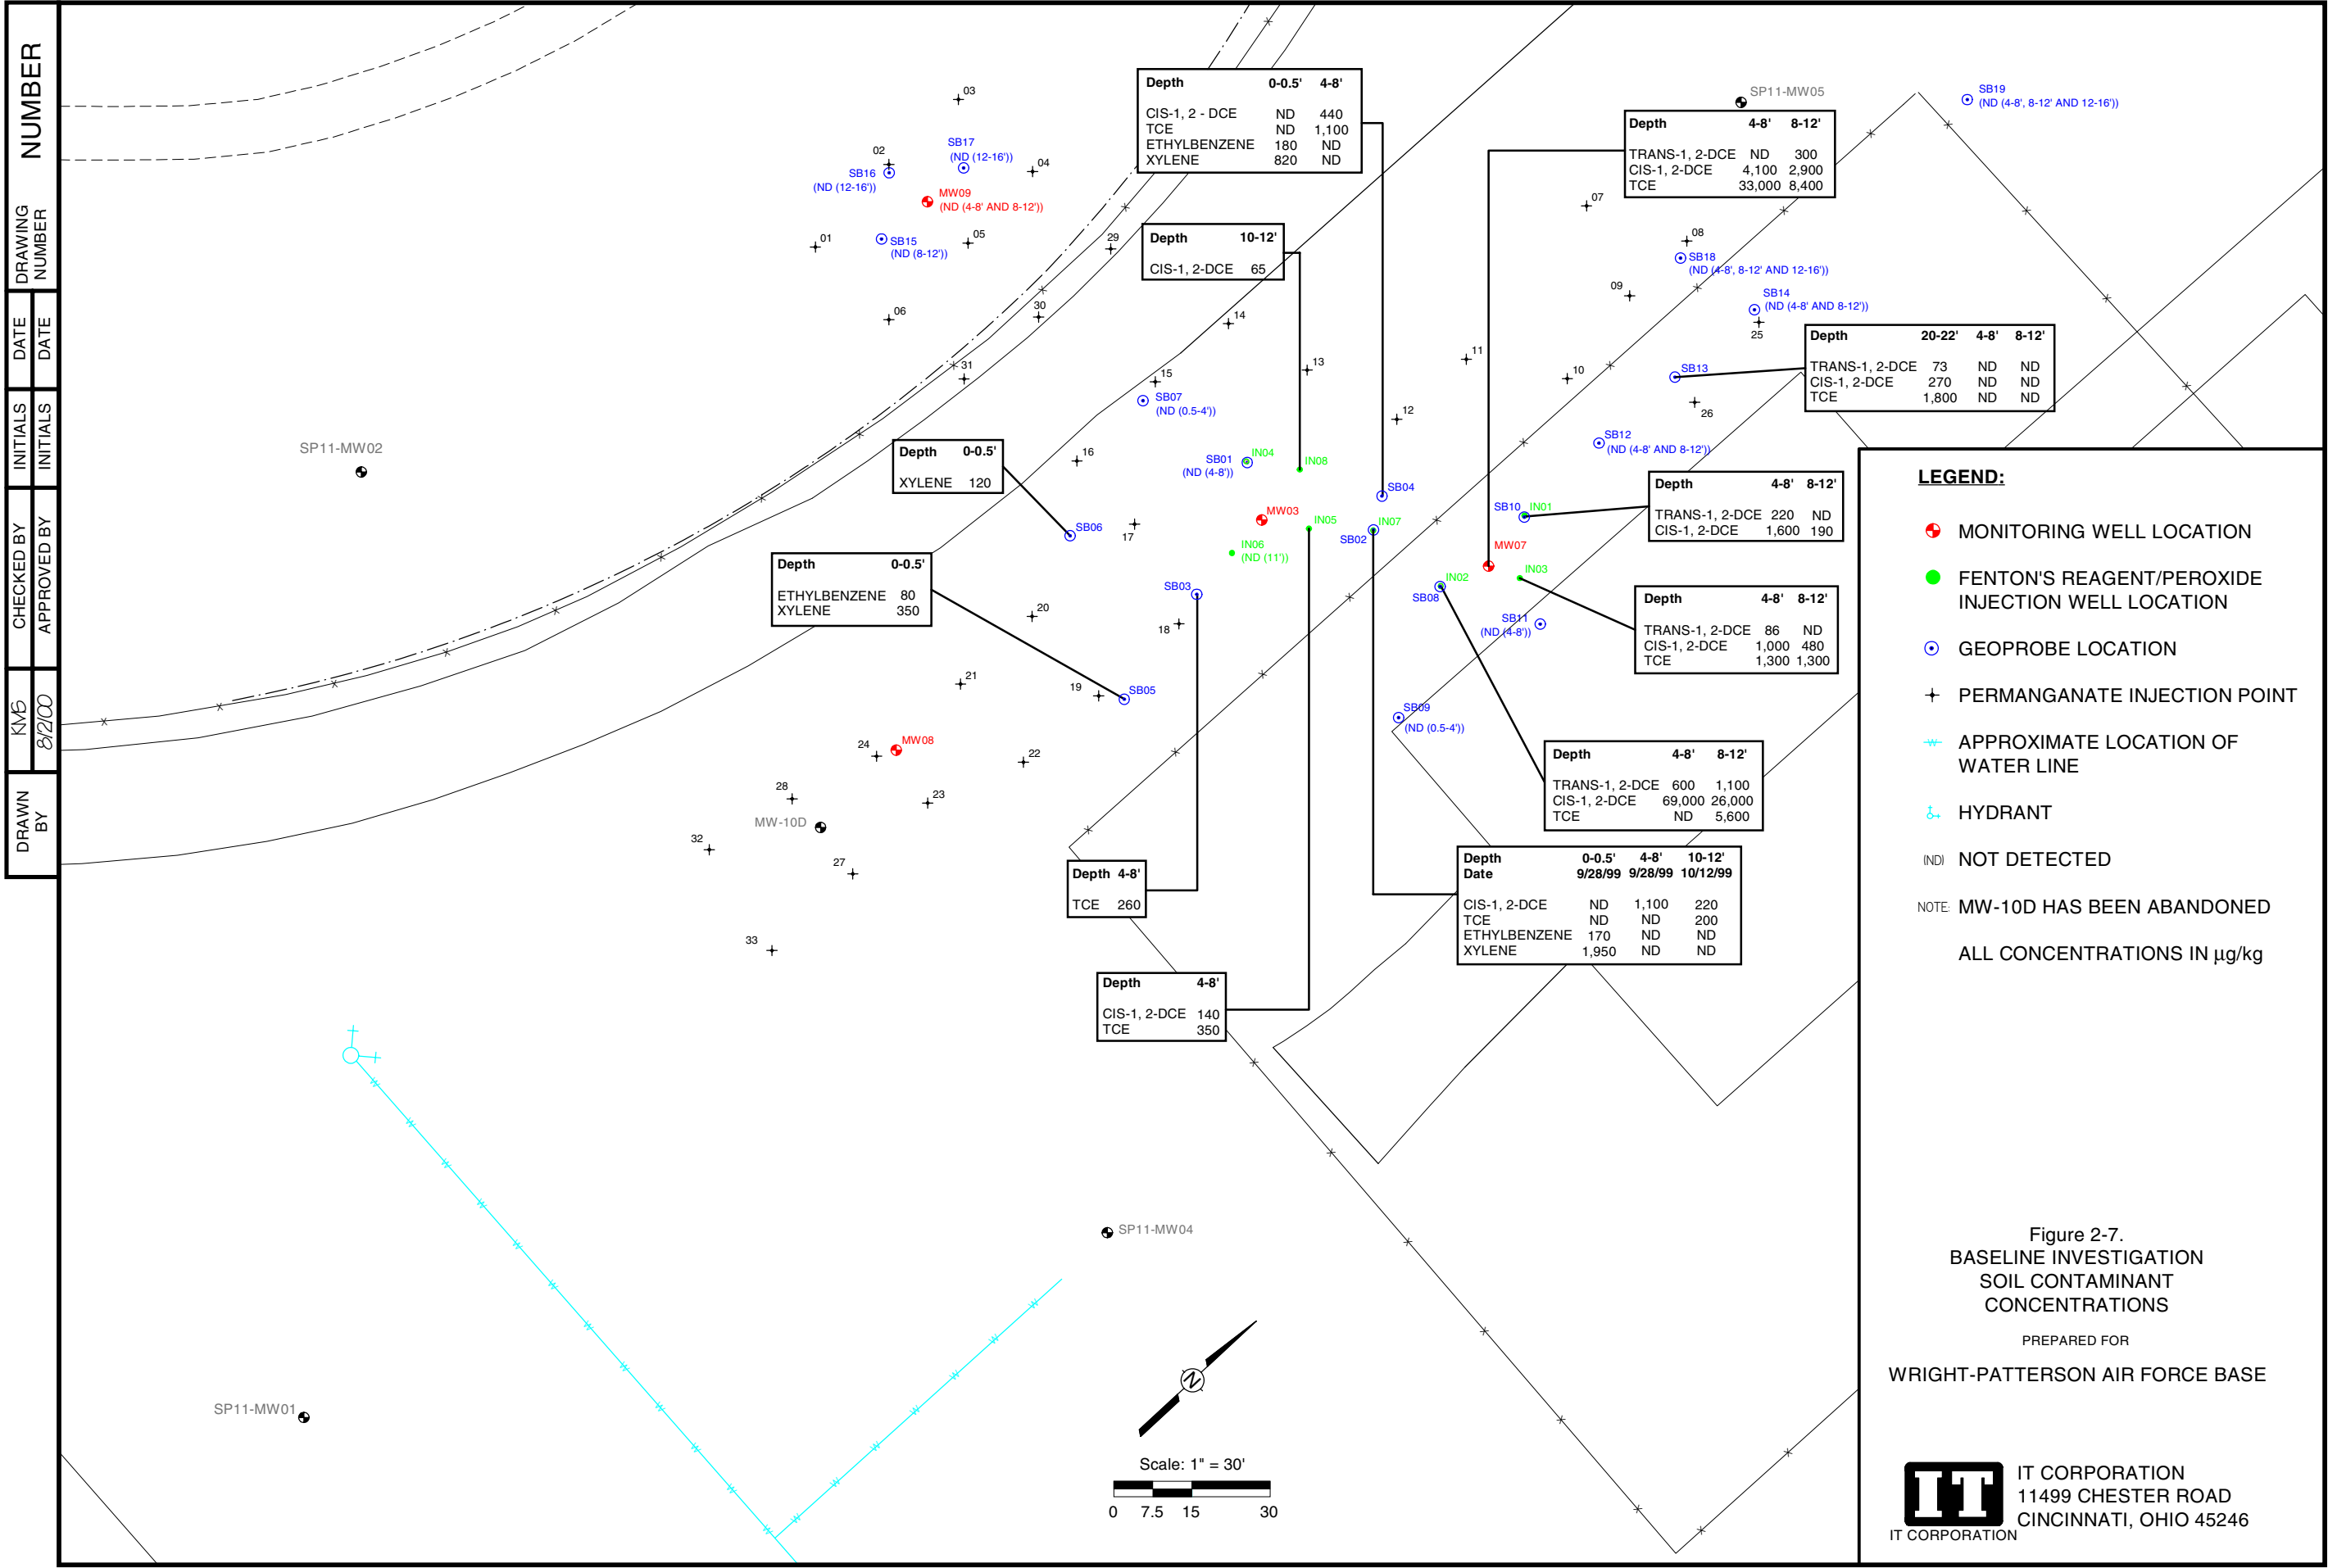 DRAWING NUMBER
NUMBER
INITIALS DATE
INITIALS DATE
CHECKED BY
APPROVED BY
KMS
8/2/00
DRAWN BY
Depth 0-0.5' 4-8'
CIS-1, 2 - DCE ND 440
TCE ND 1,100
ETHYLBENZENE 180 ND
XYLENE 820 ND
SP11-MW05
SB19
(ND (4-8', 8-12' AND 12-16'))
Depth 4-8' 8-12'
TRANS-1, 2-DCE ND 300
CIS-1, 2-DCE 4,100 2,900
TCE 33,000 8,400
03
SB17
(ND (12-16'))
02
SB16
(ND (12-16'))
04
MW09
(ND (4-8' AND 8-12'))
01
SB15
(ND (8-12'))
05
06
29
30
31
Depth 10-12'
CIS-1, 2-DCE 65
07
08
SB18
(ND (4-8', 8-12' AND 12-16'))
09
SB14
(ND (4-8' AND 8-12'))
25
14
13
11
10
12
15
SB07
(ND (0.5-4'))
SB13
26
Depth 20-22' 4-8' 8-12'
TRANS-1, 2-DCE 73 ND ND
CIS-1, 2-DCE 270 ND ND
TCE 1,800 ND ND
SP11-MW02
Depth 0-0.5'
XYLENE 120
16
SB01
(ND (4-8'))
IN04
IN08
SB12
(ND (4-8' AND 8-12'))
SB04
SB06
17
MW03
IN05
IN07
SB02
IN06
(ND (11'))
SB10
IN01
Depth 4-8' 8-12'
TRANS-1, 2-DCE 220 ND
CIS-1, 2-DCE 1,600 190
MW07
IN02
SB08
IN03
SB11
(ND (4-8'))
Depth 0-0.5'
ETHYLBENZENE 80
XYLENE 350
SB03
20
18
Depth 4-8' 8-12'
TRANS-1, 2-DCE 86 ND
CIS-1, 2-DCE 1,000 480
TCE 1,300 1,300
21
19
SB05
SB09
(ND (0.5-4'))
24
MW08
22
28
23
MW-10D
32
27
33
Depth 4-8' 8-12'
TRANS-1, 2-DCE 600 1,100
CIS-1, 2-DCE 69,000 26,000
TCE ND 5,600
Depth 4-8'
TCE 260
Depth 0-0.5' 4-8' 10-12'
Date 9/28/99 9/28/99 10/12/99
CIS-1, 2-DCE ND 1,100 220
TCE ND ND 200
ETHYLBENZENE 170 ND ND
XYLENE 1,950 ND ND
Depth 4-8'
CIS-1, 2-DCE 140
TCE 350
SP11-MW04
SP11-MW01
N
Scale: 1" = 30'
0 7.5 15 30
LEGEND:
MONITORING WELL LOCATION
FENTON'S REAGENT/PEROXIDE
INJECTION WELL LOCATION
GEOPROBE LOCATION
PERMANGANATE INJECTION POINT
APPROXIMATE LOCATION OF
WATER LINE
HYDRANT
(ND) NOT DETECTED
NOTE: MW-10D HAS BEEN ABANDONED
ALL CONCENTRATIONS IN µg/kg
Figure 2-7.
BASELINE INVESTIGATION
SOIL CONTAMINANT
CONCENTRATIONS
PREPARED FOR
WRIGHT-PATTERSON AIR FORCE BASE
IT
IT CORPORATION
IT CORPORATION
11499 CHESTER ROAD
CINCINNATI, OHIO 45246